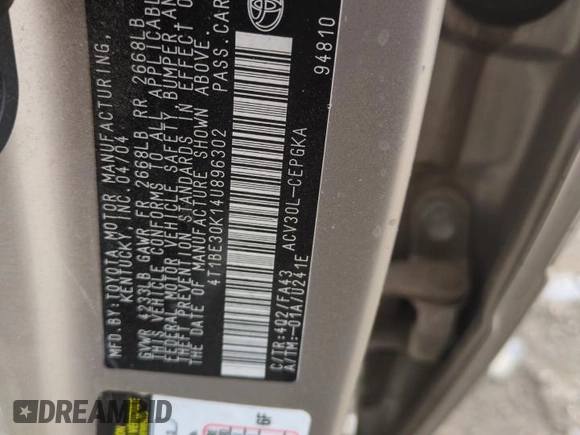 MFD. BY: TOYOTA MOTOR MANUFACTURING,
KENTUCKY, INC. 04/04
GVWR 4233LB GAWR FR 2668LB RR 2668LB
THIS VEHICLE CONFORMS TO ALL APPLICABLE
FEDERAL MOTOR VEHICLE SAFETY, BUMPER AND
THEFT PREVENTION STANDARDS IN EFFECT ON
THE DATE OF MANUFACTURE SHOWN ABOVE.
4T1BE30K14U896302 PASS. CAR
C/TR:4Q2/FA43 ACV30L-CEPGKA
A/TM:-01A/U241E 94810
DREAMBID